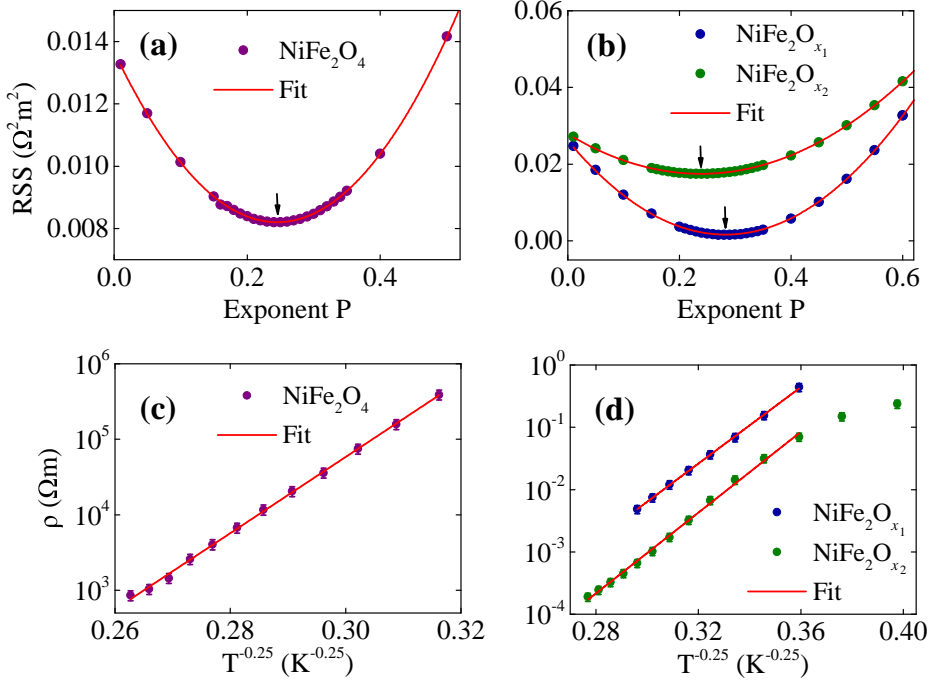 (a)
NiFe₂O₄
Fit
RSS (Ω²m²)
0.014
0.012
0.010
0.008
0.0 0.2 0.4
Exponent P
(b)
NiFe₂Oₓ₁
NiFe₂Oₓ₂
Fit
0.06
0.04
0.02
0.00
0.0 0.2 0.4 0.6
Exponent P
(c)
NiFe₂O₄
Fit
ρ (Ωm)
10⁶
10⁵
10⁴
10³
0.26 0.28 0.30 0.32
T⁻⁰·²⁵ (K⁻⁰·²⁵)
(d)
10⁰
10⁻¹
10⁻²
10⁻³
10⁻⁴
NiFe₂Oₓ₁
NiFe₂Oₓ₂
Fit
0.28 0.32 0.36 0.40
T⁻⁰·²⁵ (K⁻⁰·²⁵)